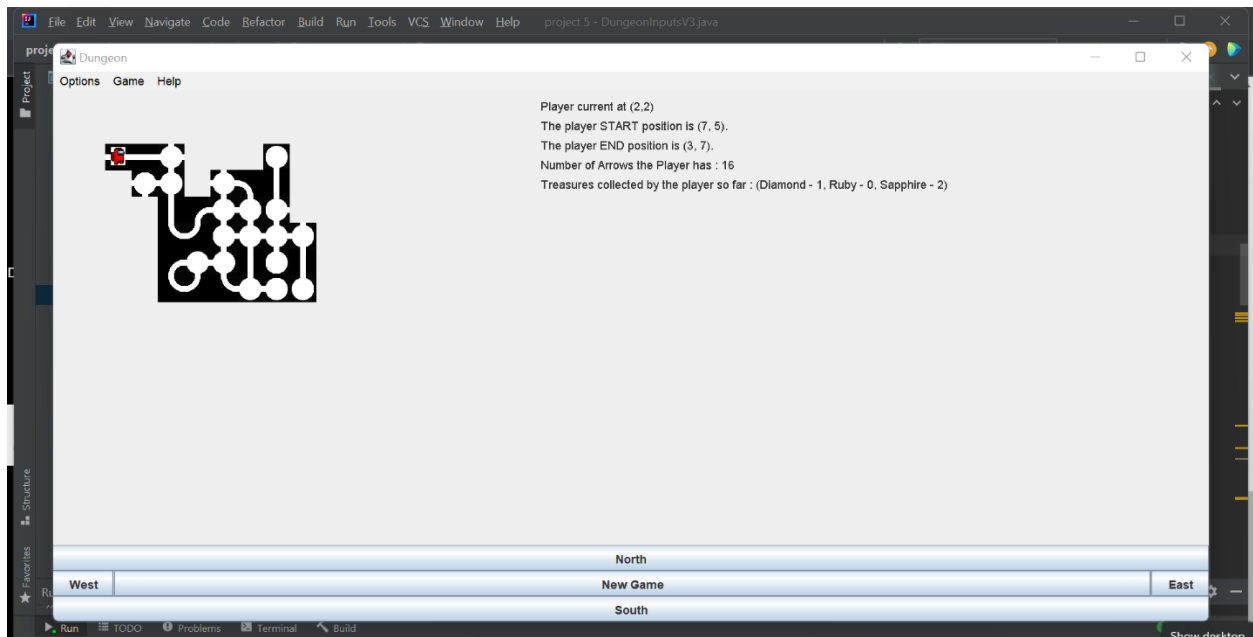 File Edit View Navigate Code Refactor Build Run Tools VCS Window Help project 5 - DungeonInputsV3.java
Dungeon
Project
Options Game Help
Player current at (2,2)
The player START position is (7, 5).
The player END position is (3, 7).
Number of Arrows the Player has : 16
Treasures collected by the player so far : (Diamond - 1, Ruby - 0, Sapphire - 2)
Structure
Favorites
North
West New Game East
South
Run TODO Problems Terminal Build
Show desktop